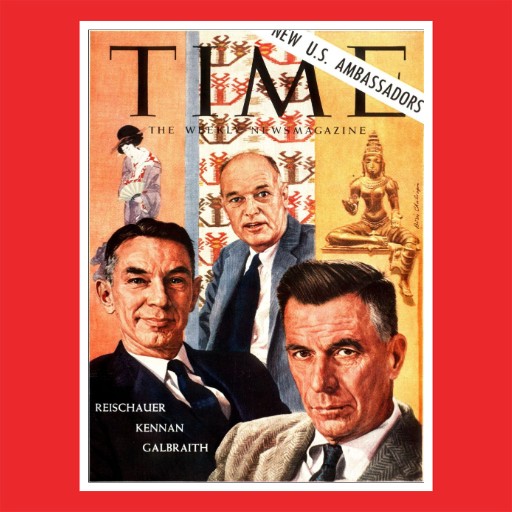 NEW U.S. AMBASSADORS
TIME
THE WEEKLY NEWSMAGAZINE
REISCHAUER
KENNAN
GALBRAITH